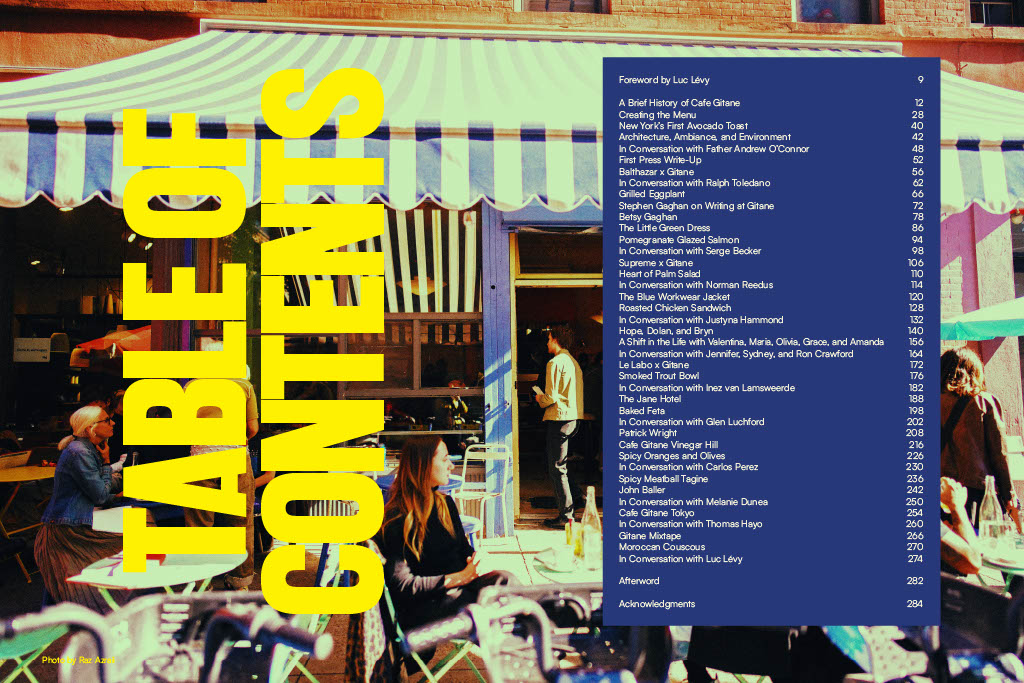 TABLE OF
CONTENTS
Foreword by Luc Lévy 9
A Brief History of Cafe Gitane 12
Creating the Menu 28
New York's First Avocado Toast 40
Architecture, Ambiance, and Environment 42
In Conversation with Father Andrew O'Connor 48
First Press Write-Up 52
Balthazar x Gitane 56
In Conversation with Ralph Toledano 62
Grilled Eggplant 66
Stephen Gaghan on Writing at Gitane 72
Betsy Gaghan 78
The Little Green Dress 86
Pomegranate Glazed Salmon 94
In Conversation with Serge Becker 98
Supreme x Gitane 106
Heart of Palm Salad 110
In Conversation with Norman Reedus 114
The Blue Workwear Jacket 120
Roasted Chicken Sandwich 128
In Conversation with Justyna Hammond 132
Hope, Dolan, and Bryn 140
A Shift in the Life with Valentina, Maria, Olivia, Grace, and Amanda 156
In Conversation with Jennifer, Sydney, and Ron Crawford 164
Le Labo x Gitane 172
Smoked Trout Bowl 176
In Conversation with Inez van Lamsweerde 182
The Jane Hotel 188
Baked Feta 198
In Conversation with Glen Luchford 202
Patrick Wright 208
Cafe Gitane Vinegar Hill 216
Spicy Oranges and Olives 226
In Conversation with Carlos Perez 230
Spicy Meatball Tagine 236
John Baller 242
In Conversation with Melanie Dunea 250
Cafe Gitane Tokyo 254
In Conversation with Thomas Hayo 260
Gitane Mixtape 266
Moroccan Couscous 270
In Conversation with Luc Lévy 274
Afterword 282
Acknowledgments 284
Photo by Raz Azraai